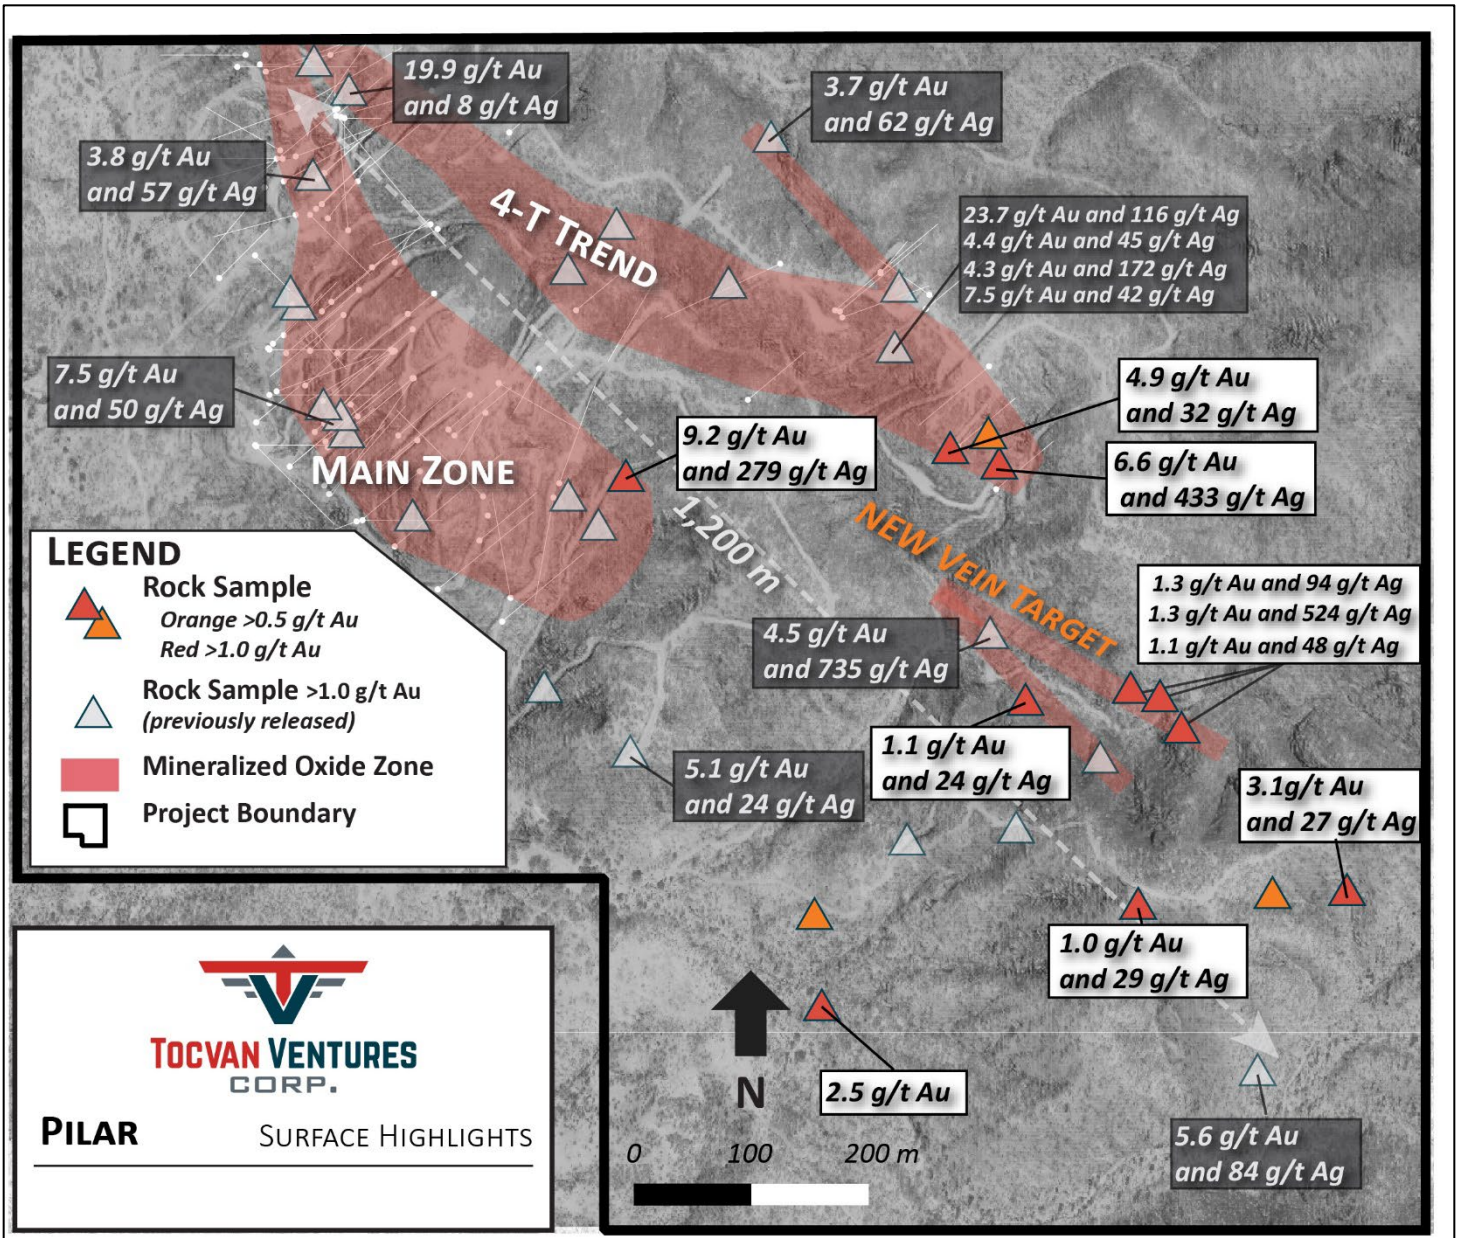 19.9 g/t Au
and 8 g/t Ag
3.7 g/t Au
and 62 g/t Ag
3.8 g/t Au
and 57 g/t Ag
4-T TREND
23.7 g/t Au and 116 g/t Ag
4.4 g/t Au and 45 g/t Ag
4.3 g/t Au and 172 g/t Ag
7.5 g/t Au and 42 g/t Ag
7.5 g/t Au
and 50 g/t Ag
4.9 g/t Au
and 32 g/t Ag
9.2 g/t Au
and 279 g/t Ag
6.6 g/t Au
and 433 g/t Ag
MAIN ZONE
1,200 m
NEW VEIN TARGET
1.3 g/t Au and 94 g/t Ag
1.3 g/t Au and 524 g/t Ag
1.1 g/t Au and 48 g/t Ag
4.5 g/t Au
and 735 g/t Ag
1.1 g/t Au
and 24 g/t Ag
5.1 g/t Au
and 24 g/t Ag
3.1g/t Au
and 27 g/t Ag
1.0 g/t Au
and 29 g/t Ag
2.5 g/t Au
5.6 g/t Au
and 84 g/t Ag
LEGEND
Rock Sample
Orange >0.5 g/t Au
Red >1.0 g/t Au
Rock Sample >1.0 g/t Au
(previously released)
Mineralized Oxide Zone
Project Boundary
TOCVAN VENTURES
CORP.
PILAR SURFACE HIGHLIGHTS
N
0 100 200 m